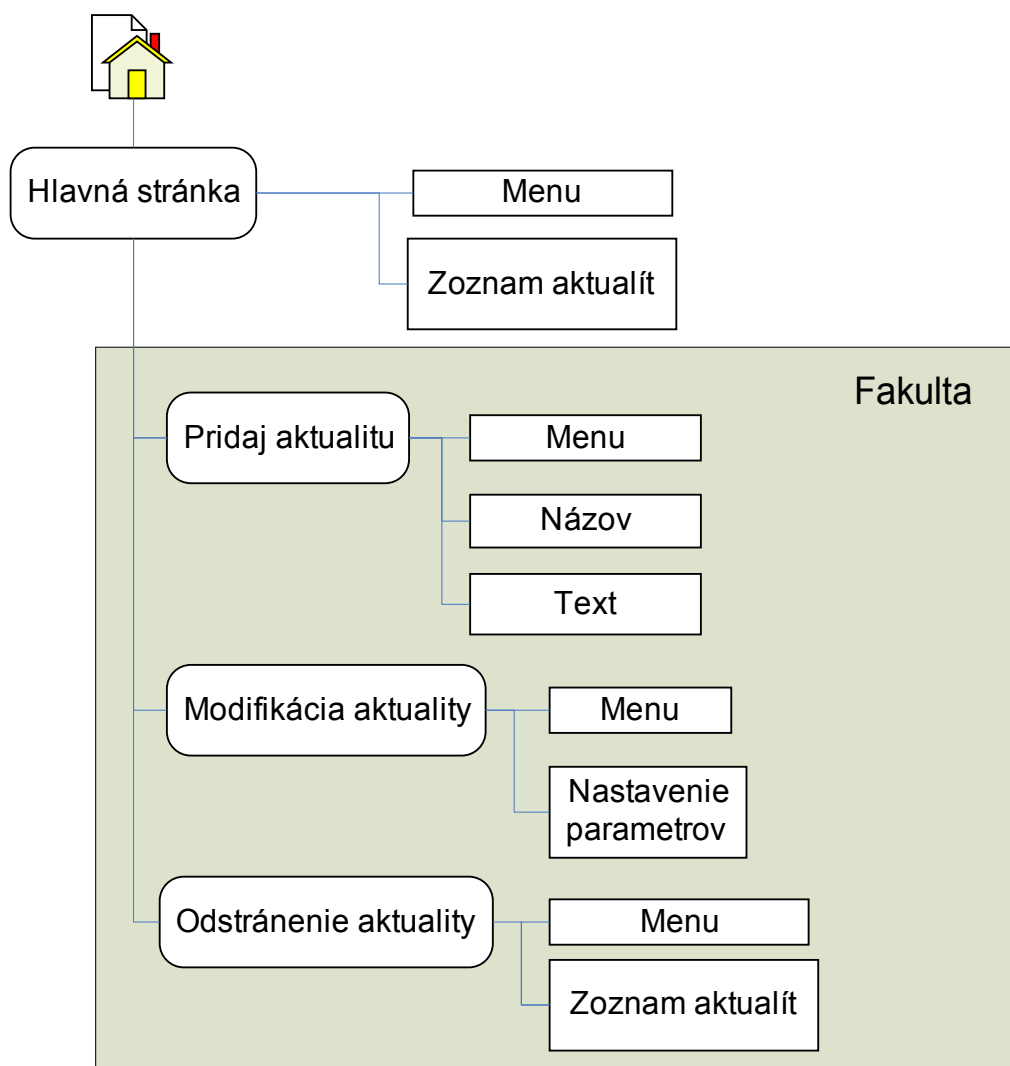 Hlavná stránka
Menu
Zoznam aktualít
Fakulta
Pridaj aktualitu
Menu
Názov
Text
Modifikácia aktuality
Menu
Nastavenie
parametrov
Odstránenie aktuality
Menu
Zoznam aktualít